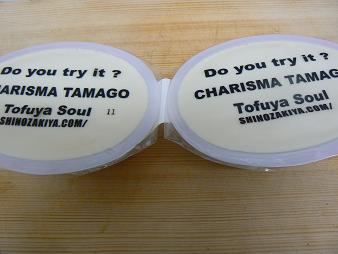 Do you try it ?
CHARISMA TAMAGO
Tofuya Soul 11
SHINOZAKIYA.COM/
Do you try it ?
CHARISMA TAMAGO
Tofuya Soul
SHINOZAKIYA.COM/